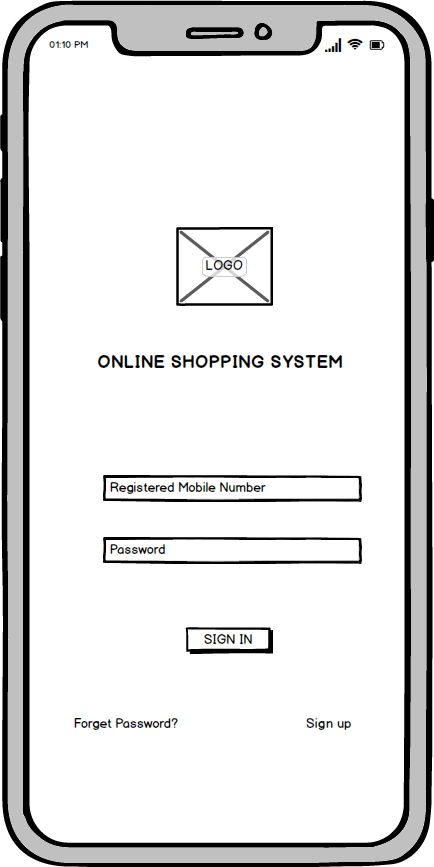 01:10 PM
LOGO
ONLINE SHOPPING SYSTEM
Registered Mobile Number
Password
SIGN IN
Forget Password?
Sign up